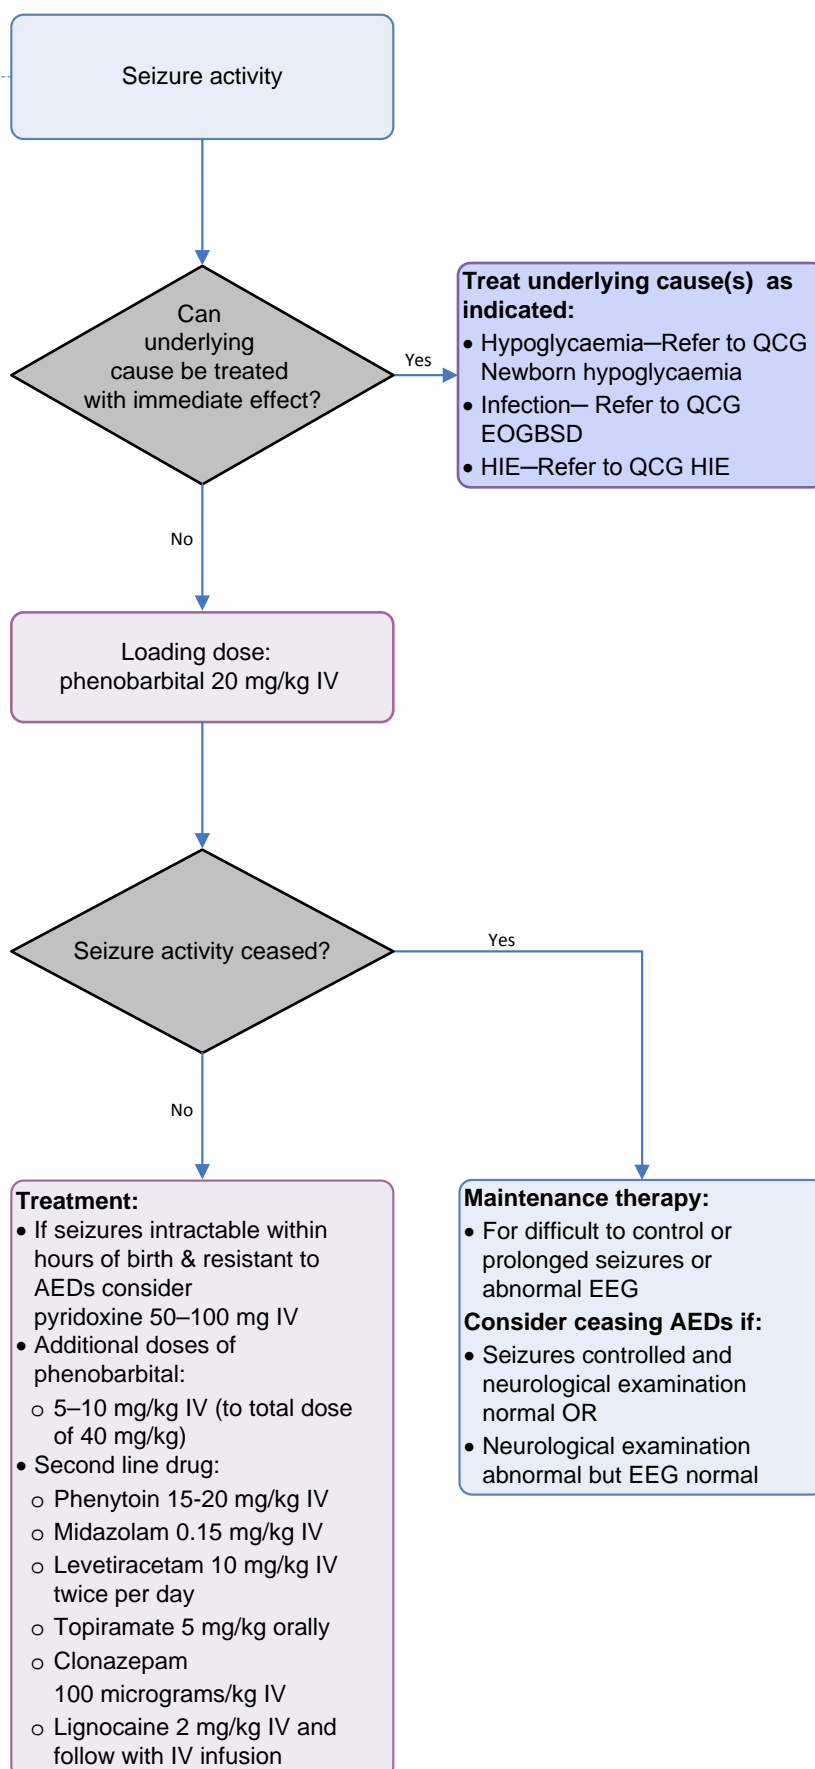 Seizure activity
Can
underlying
cause be treated
with immediate effect?
Yes
Treat underlying cause(s)  as
indicated:
• Hypoglycaemia—Refer to QCG
Newborn hypoglycaemia
• Infection— Refer to QCG
EOGBSD
• HIE—Refer to QCG HIE
No
Loading dose:
phenobarbital 20 mg/kg IV
Seizure activity ceased?
Yes
No
Treatment:
• If seizures intractable within
hours of birth & resistant to
AEDs consider
pyridoxine 50–100 mg IV
• Additional doses of
phenobarbital:
o 5–10 mg/kg IV (to total dose
of 40 mg/kg)
• Second line drug:
o Phenytoin 15-20 mg/kg IV
o Midazolam 0.15 mg/kg IV
o Levetiracetam 10 mg/kg IV
twice per day
o Topiramate 5 mg/kg orally
o Clonazepam
100 micrograms/kg IV
o Lignocaine 2 mg/kg IV and
follow with IV infusion
Maintenance therapy:
• For difficult to control or
prolonged seizures or
abnormal EEG
Consider ceasing AEDs if:
• Seizures controlled and
neurological examination
normal OR
• Neurological examination
abnormal but EEG normal